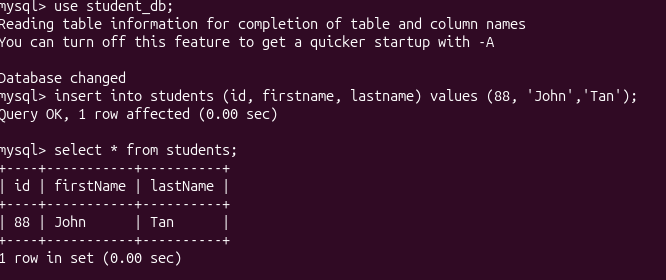 mysql> use student_db;
Reading table information for completion of table and column names
You can turn off this feature to get a quicker startup with -A
Database changed
mysql> insert into students (id, firstname, lastname) values (88, 'John','Tan');
Query OK, 1 row affected (0.00 sec)
mysql> select * from students;
+----+-----------+----------+
| id | firstName | lastName |
+----+-----------+----------+
| 88 | John      | Tan      |
+----+-----------+----------+
1 row in set (0.00 sec)